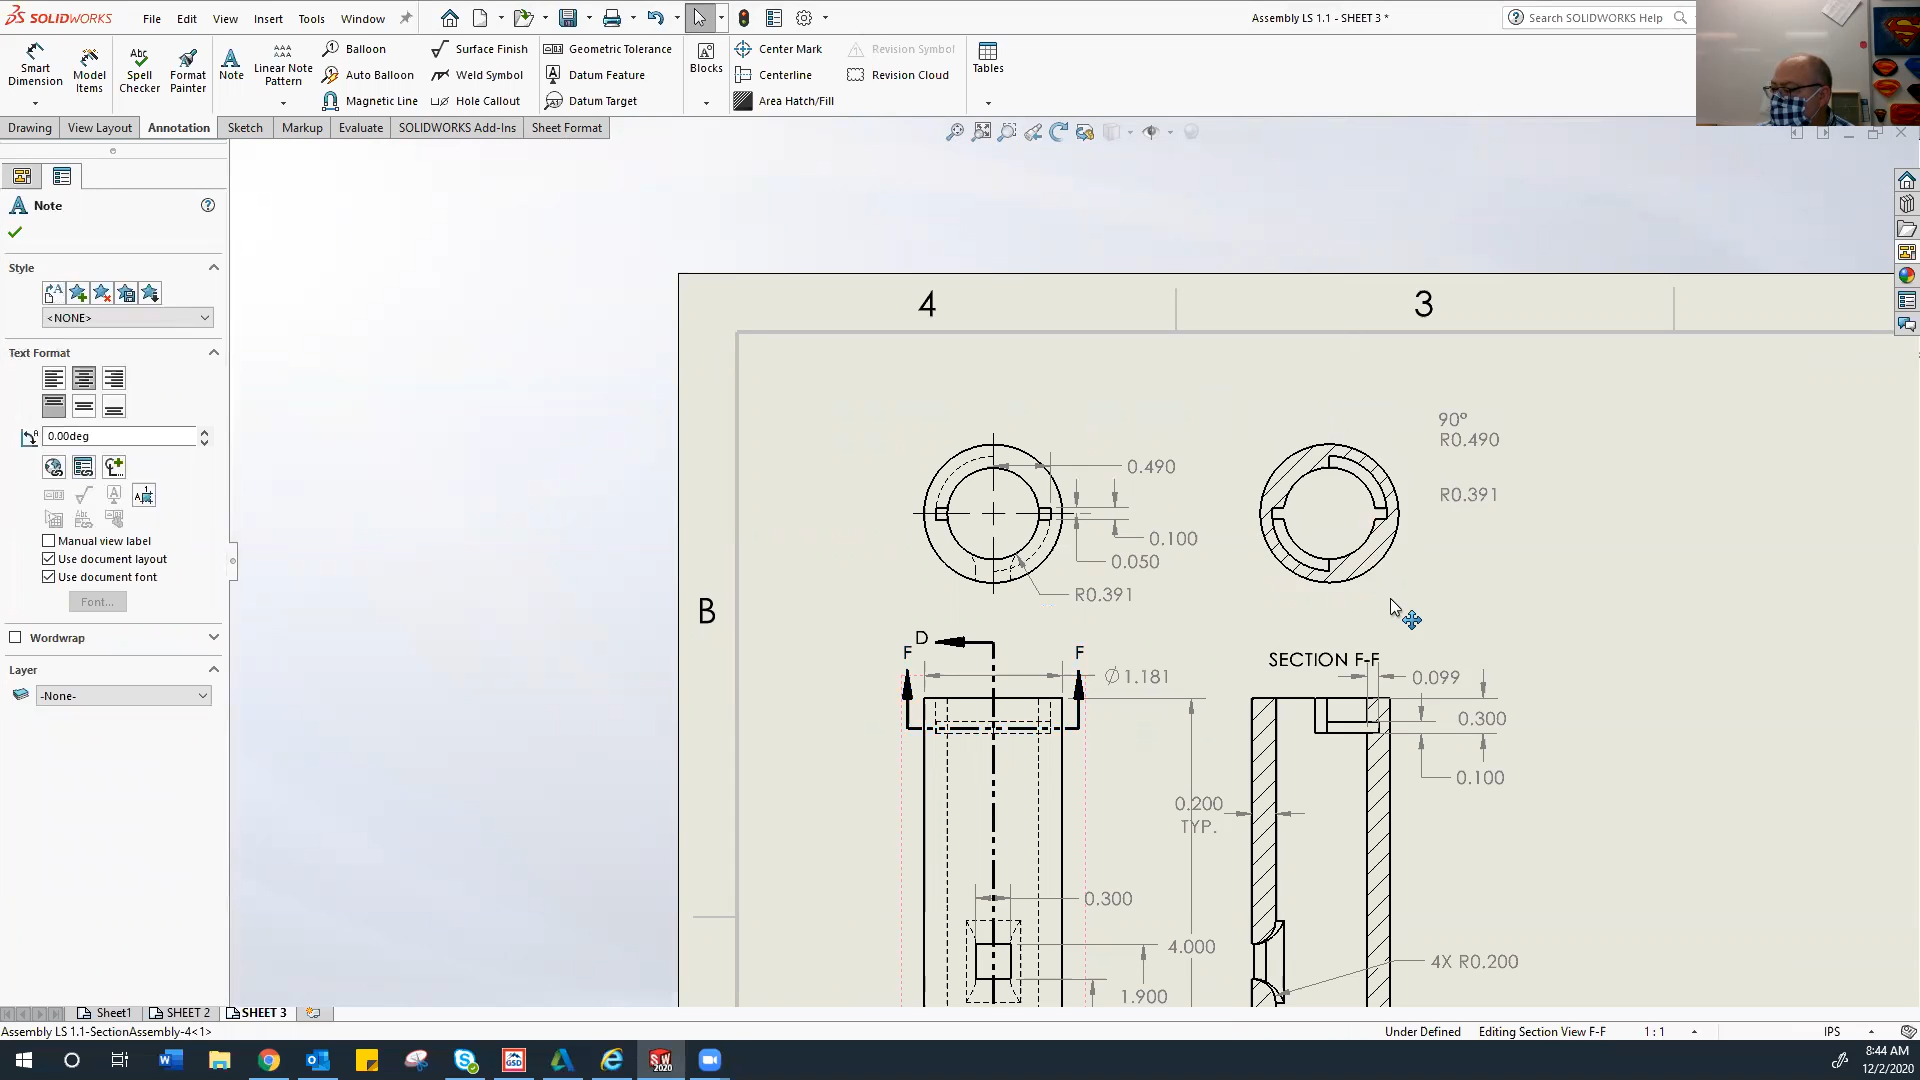 SOLIDWORKS File Edit View Insert Tools Window Assembly LS 1.1 - SHEET 3 * Search SOLIDWORKS Help
Smart Dimension
Model Items
Spell Checker
Format Painter
Note
Linear Note Pattern
Balloon
Auto Balloon
Magnetic Line
Surface Finish
Weld Symbol
Hole Callout
Geometric Tolerance
Datum Feature
Datum Target
Blocks
Center Mark
Centerline
Area Hatch/Fill
Revision Symbol
Revision Cloud
Tables
Drawing View Layout Annotation Sketch Markup Evaluate SOLIDWORKS Add-Ins Sheet Format
Note
Style
<NONE>
Text Format
0.00deg
Manual view label
Use document layout
Use document font
Font...
Wordwrap
Layer
-None-
4 3
B
90°
R0.490
R0.391
0.490
0.100
0.050
R0.391
D
F F
Ø 1.181
SECTION F-F
0.099
0.300
0.100
0.200
TYP.
0.300
4.000
1.900
4X R0.200
Sheet1 SHEET 2 SHEET 3
Assembly LS 1.1-SectionAssembly-4<1> Under Defined Editing Section View F-F 1 : 1 IPS
8:44 AM
12/2/2020